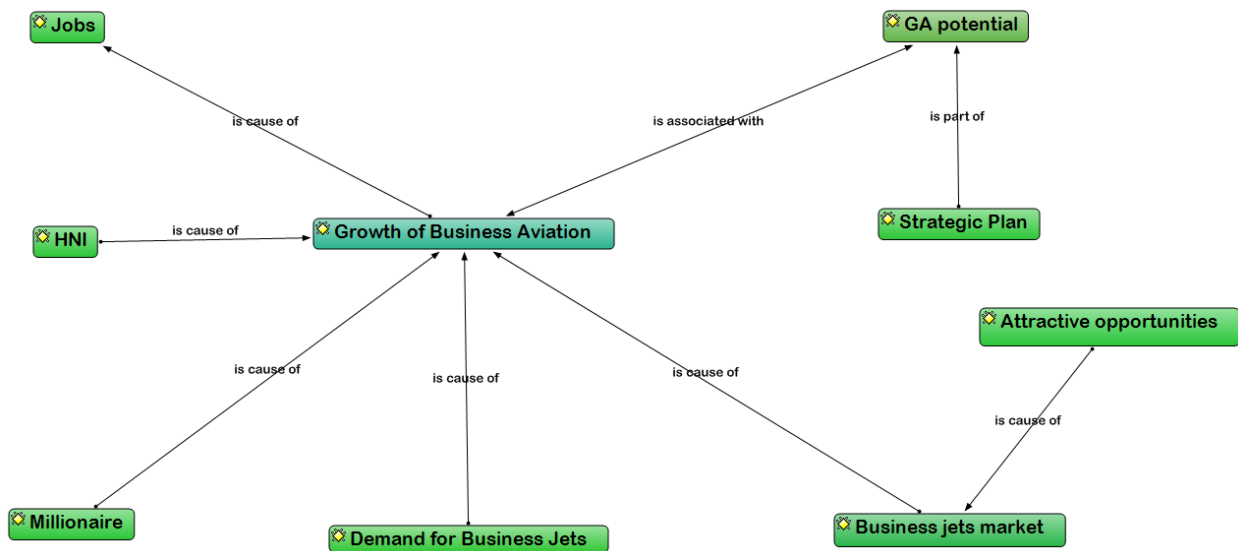 Jobs
GA potential
is cause of
is associated with
is part of
HNI
is cause of
Growth of Business Aviation
Strategic Plan
Attractive opportunities
is cause of
is cause of
is cause of
is cause of
Millionaire
Demand for Business Jets
Business jets market